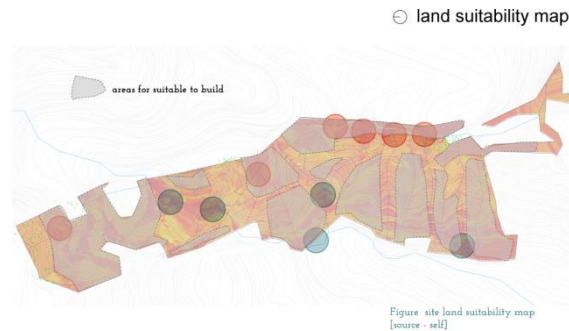 land suitability map
areas for suitable to build
Figure site land suitability map
[source - self]